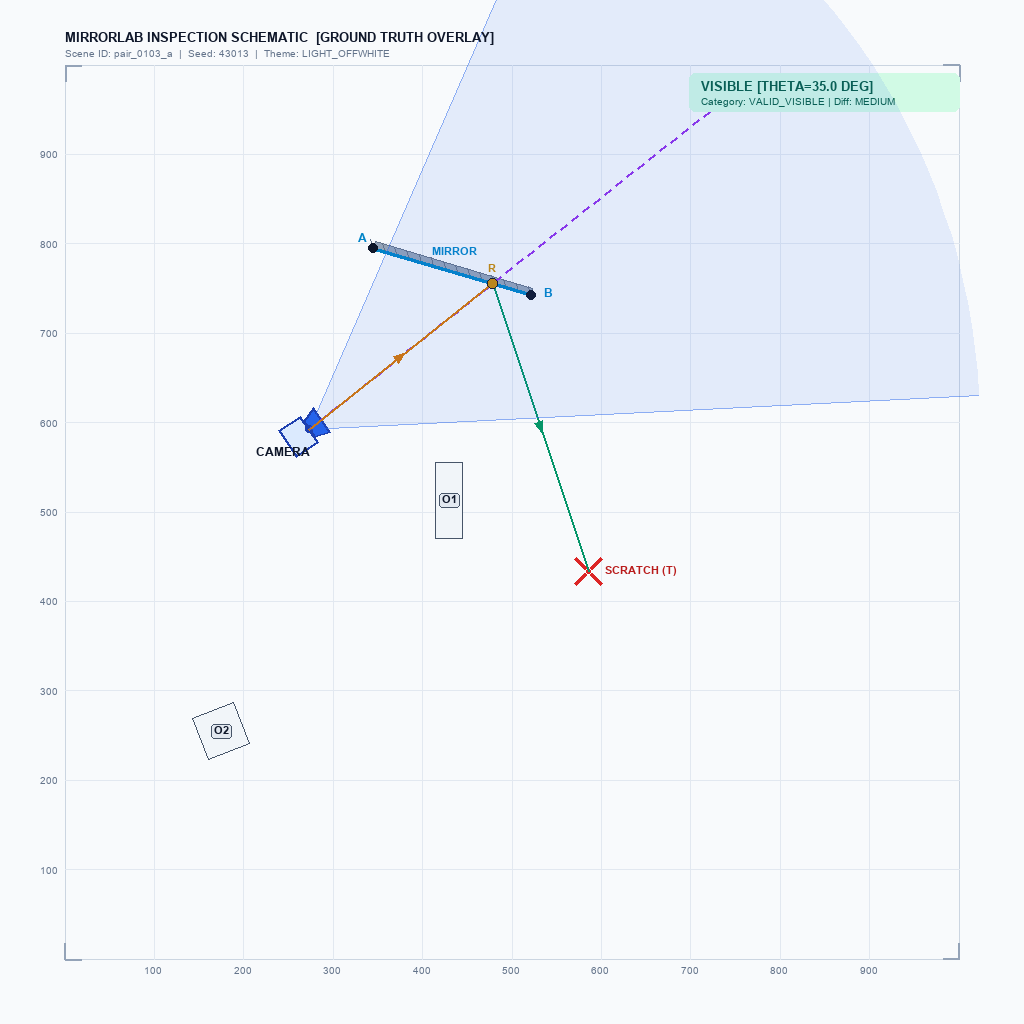 MIRRORLAB INSPECTION SCHEMATIC  [GROUND TRUTH OVERLAY]
Scene ID: pair_0103_a  |  Seed: 43013  |  Theme: LIGHT_OFFWHITE
VISIBLE [THETA=35.0 DEG]
Category: VALID_VISIBLE | Diff: MEDIUM
900
A
800
MIRROR
R
B
700
600
CAMERA
500
O1
SCRATCH (T)
400
300
O2
200
100
100 200 300 400 500 600 700 800 900